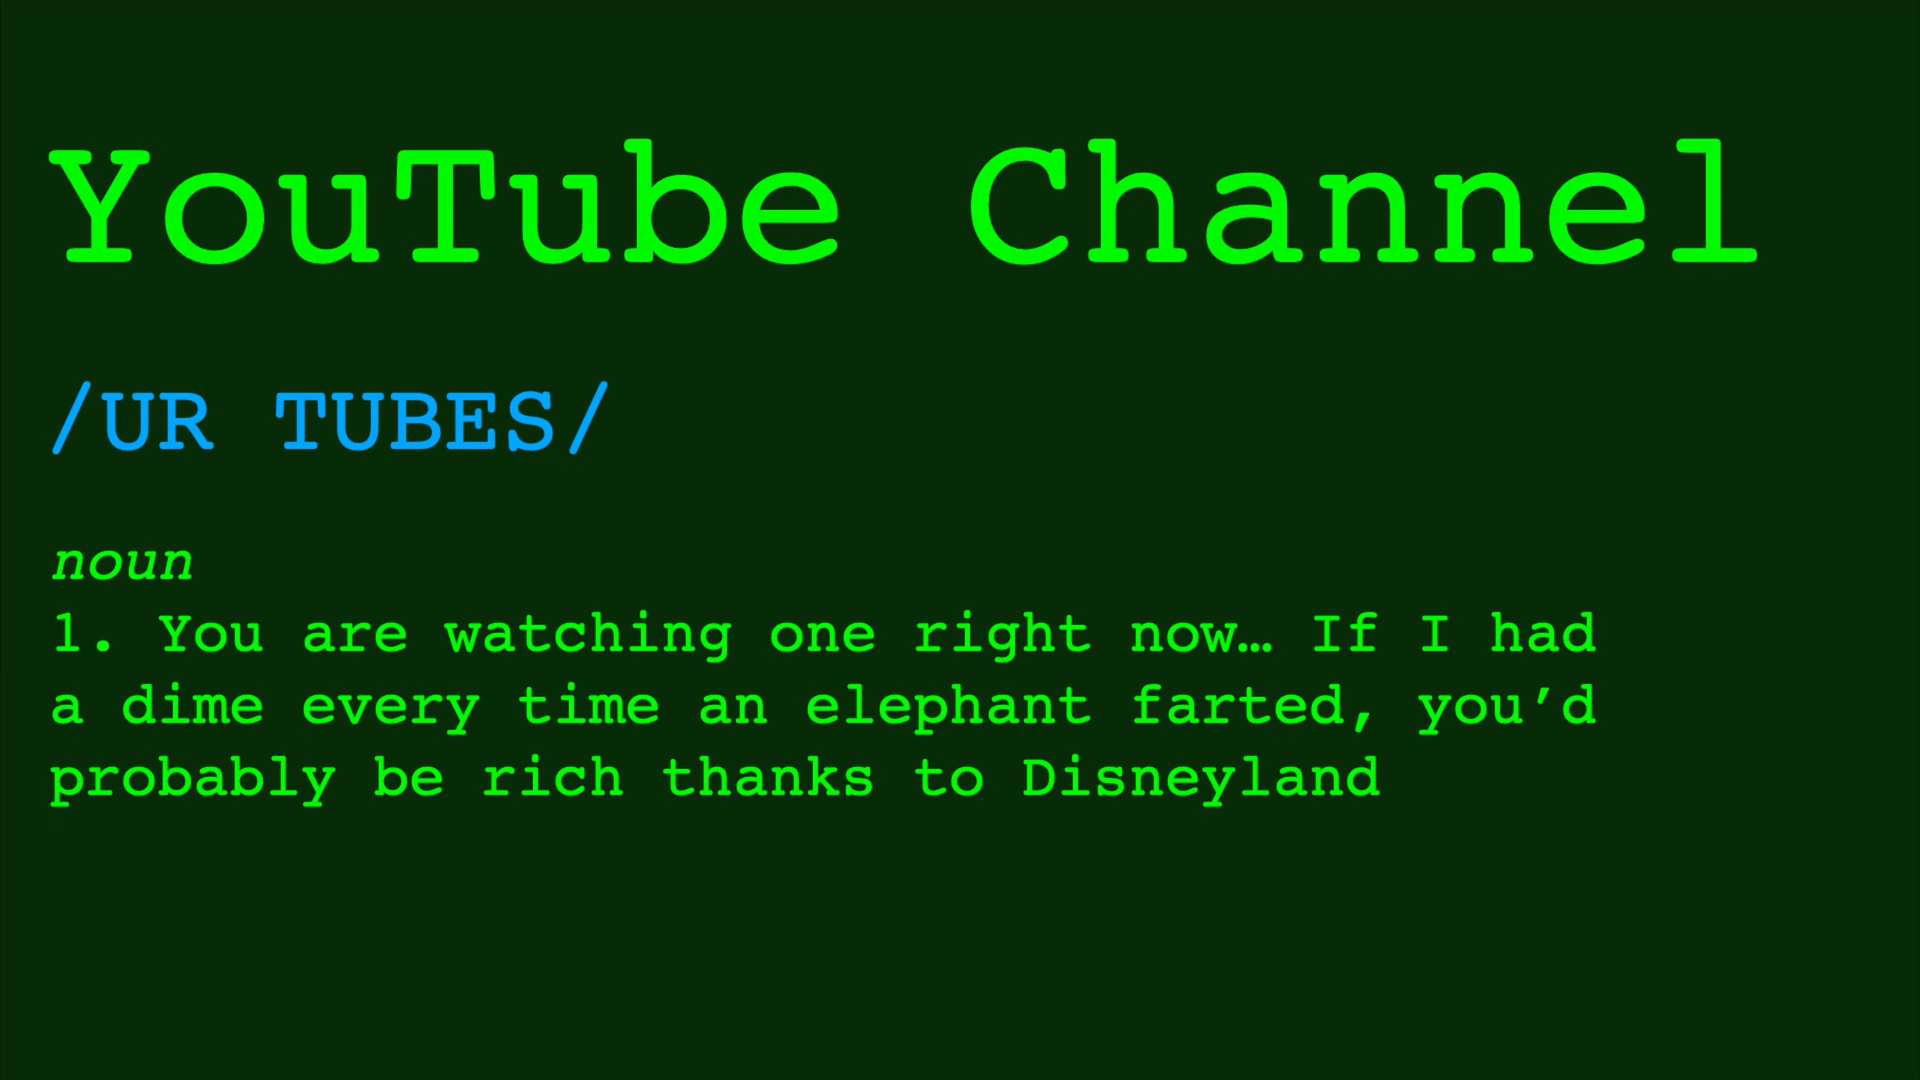 YouTube Channel
/UR TUBES/
noun
1. You are watching one right now… If I had
a dime every time an elephant farted, you’d
probably be rich thanks to Disneyland